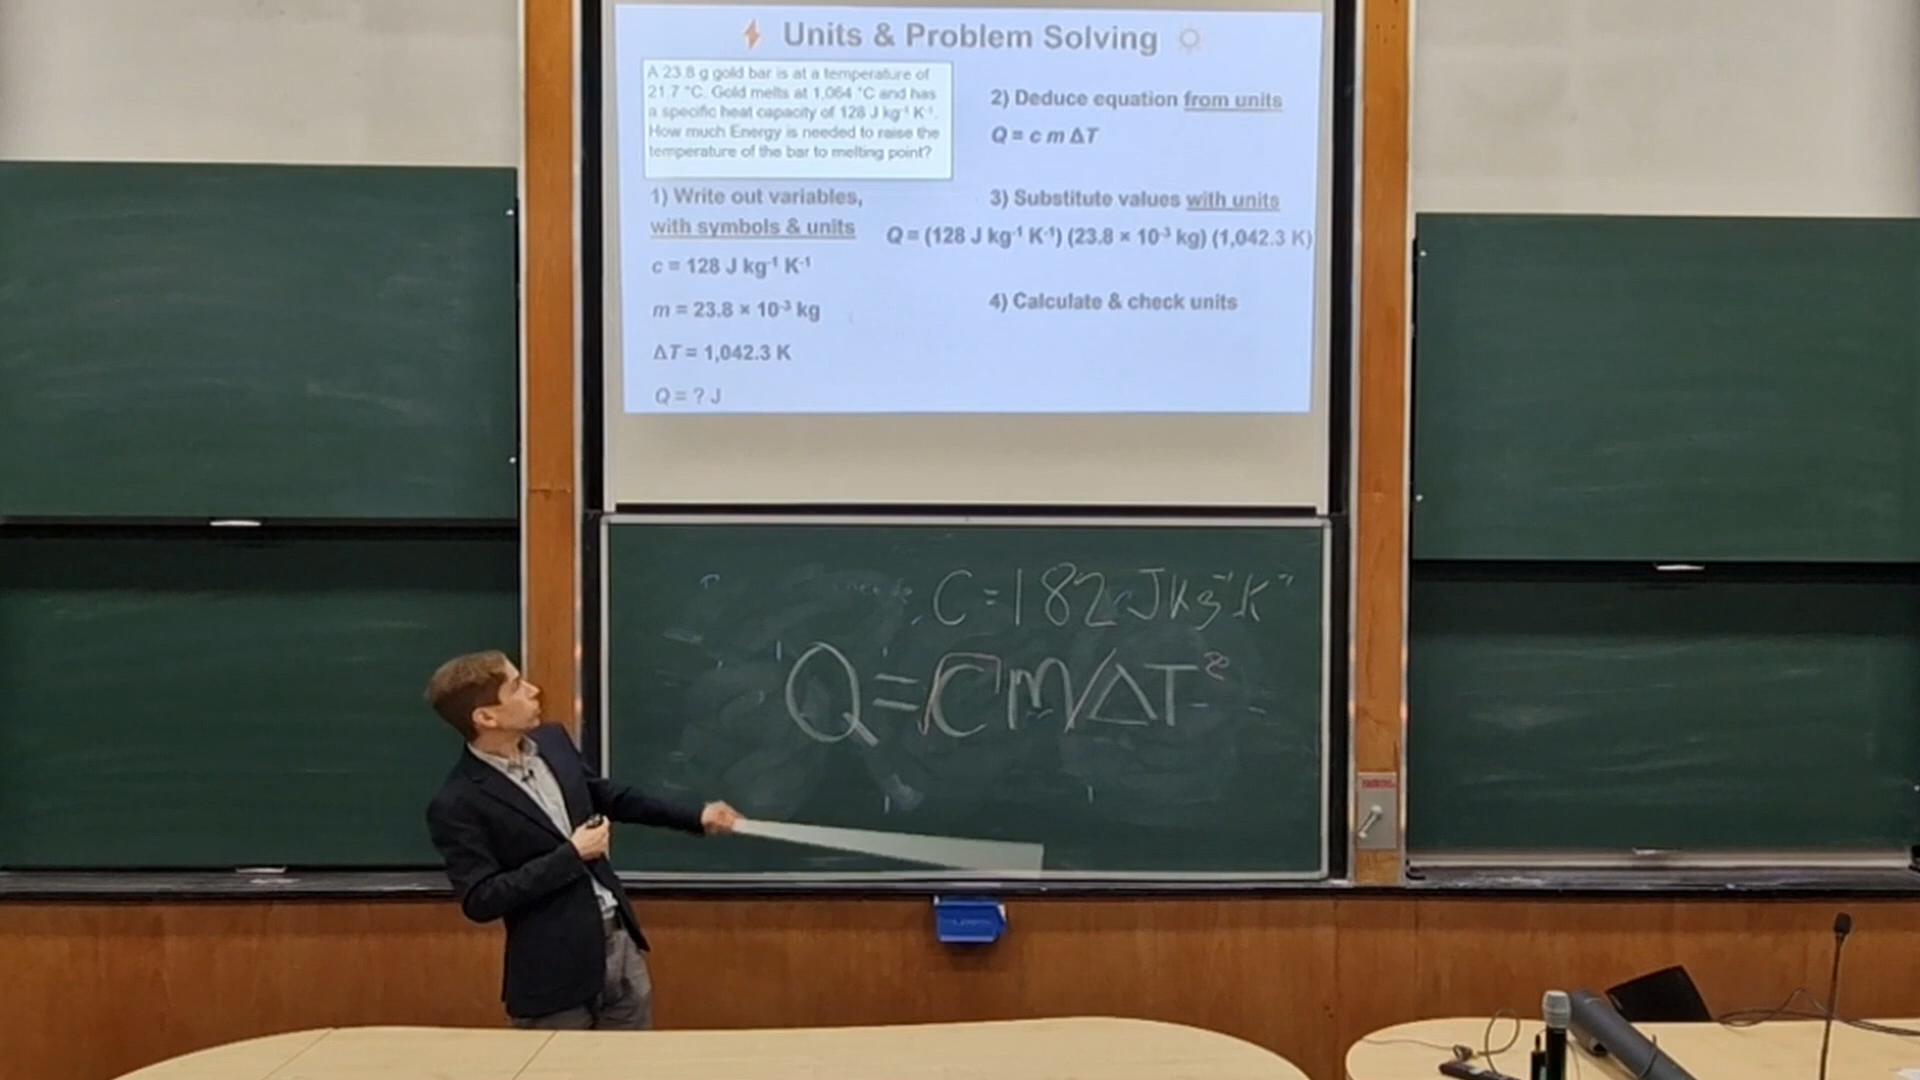 Units & Problem Solving
A 23.8 g gold bar is at a temperature of
21.7 °C. Gold melts at 1,064 °C and has
a specific heat capacity of 128 J kg⁻¹ K⁻¹.
How much Energy is needed to raise the
temperature of the bar to melting point?
1) Write out variables,
with symbols & units
c = 128 J kg⁻¹ K⁻¹
m = 23.8 × 10⁻³ kg
ΔT = 1,042.3 K
Q = ? J
2) Deduce equation from units
Q = c m ΔT
3) Substitute values with units
Q = (128 J kg⁻¹ K⁻¹) (23.8 × 10⁻³ kg) (1,042.3 K)
4) Calculate & check units
C = 182 J kg⁻¹ K⁻¹
Q = C m ΔT